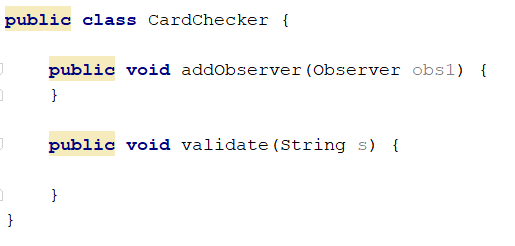 public class CardChecker {
public void addObserver(Observer obs1) {
}
public void validate(String s) {
}
}